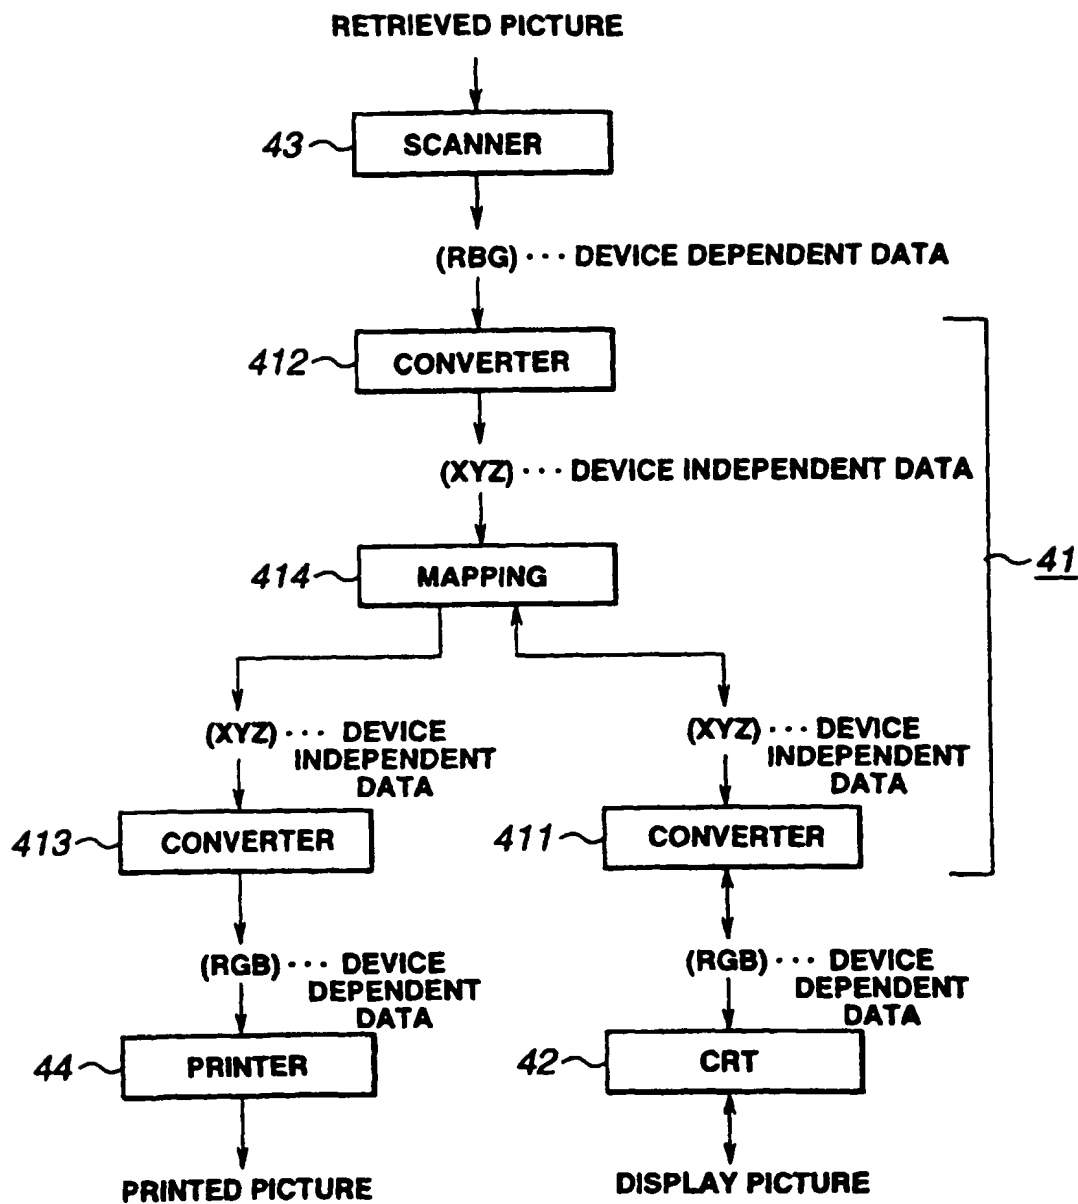 RETRIEVED PICTURE
43 SCANNER
(RBG) ··· DEVICE DEPENDENT DATA
412 CONVERTER
(XYZ) ··· DEVICE INDEPENDENT DATA
414 MAPPING
41
(XYZ) ··· DEVICE
INDEPENDENT
DATA
(XYZ) ··· DEVICE
INDEPENDENT
DATA
413 CONVERTER
411 CONVERTER
(RGB) ··· DEVICE
DEPENDENT
DATA
(RGB) ··· DEVICE
DEPENDENT
DATA
44 PRINTER
42 CRT
PRINTED PICTURE
DISPLAY PICTURE